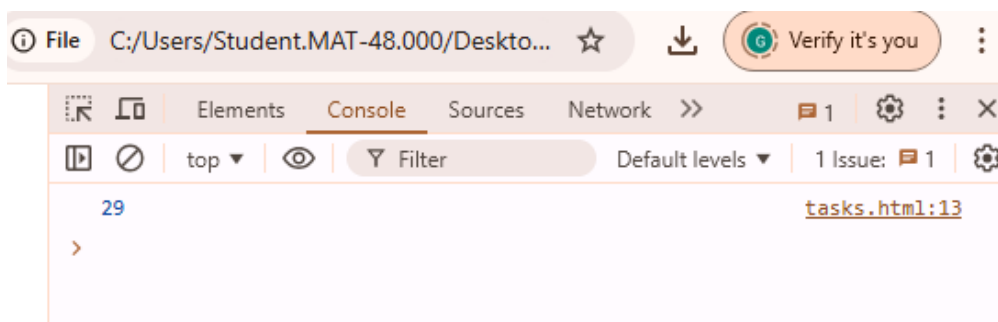 File C:/Users/Student.MAT-48.000/Deskto... G Verify it's you
Elements Console Sources Network 1
top Filter Default levels 1 Issue: 1
29 tasks.html:13